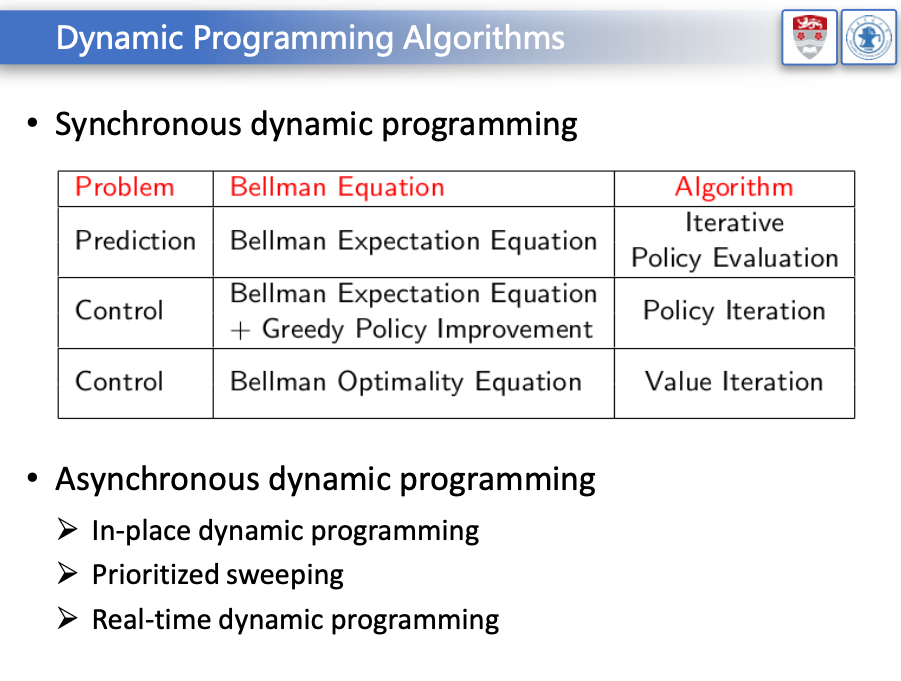 Dynamic Programming Algorithms
• Synchronous dynamic programming
Problem Bellman Equation Algorithm
Prediction Bellman Expectation Equation Iterative
Policy Evaluation
Control Bellman Expectation Equation
+ Greedy Policy Improvement Policy Iteration
Control Bellman Optimality Equation Value Iteration
• Asynchronous dynamic programming
➢ In-place dynamic programming
➢ Prioritized sweeping
➢ Real-time dynamic programming